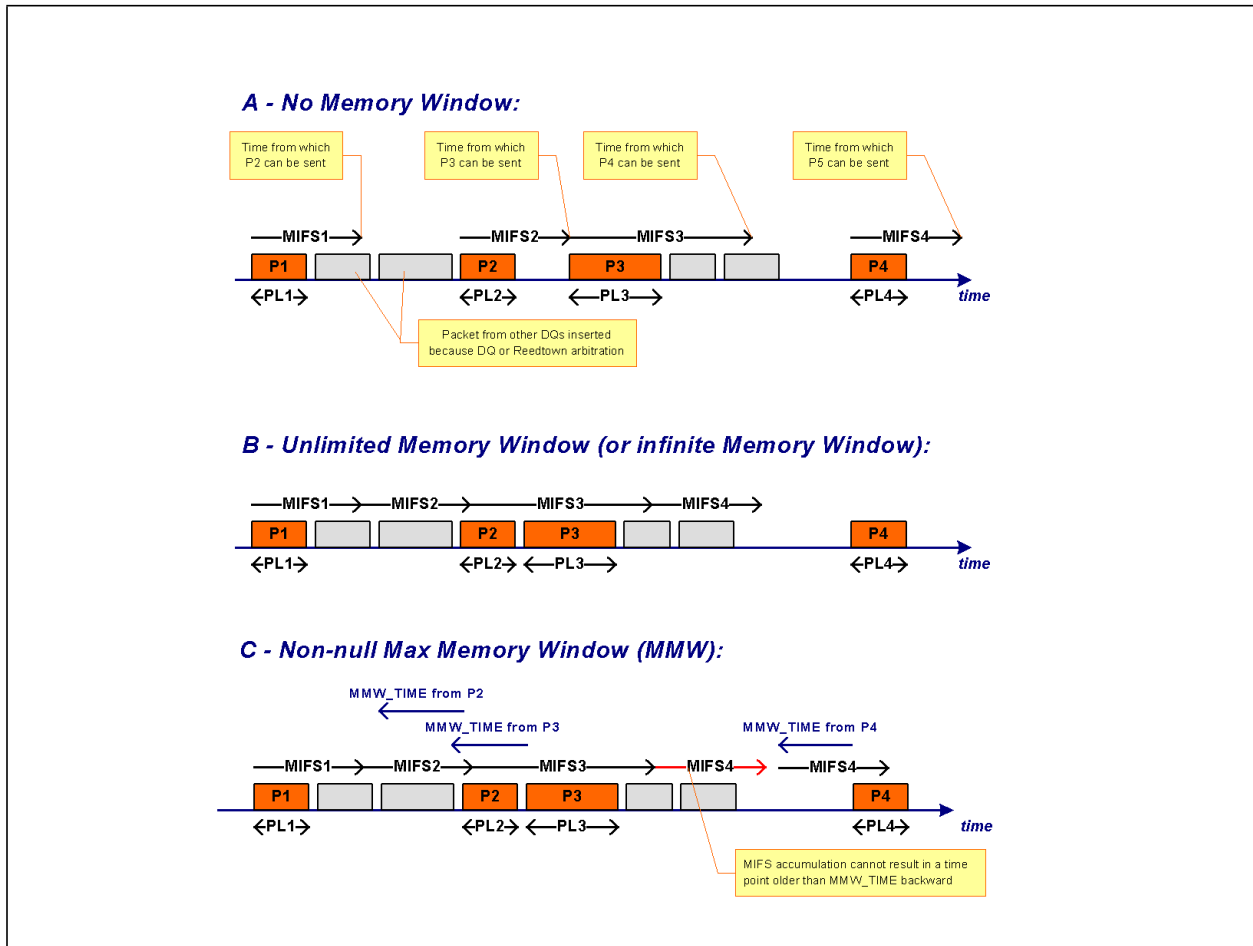 A - No Memory Window:
Time from which
P2 can be sent
Time from which
P3 can be sent
Time from which
P4 can be sent
Time from which
P5 can be sent
MIFS1
MIFS2
MIFS3
MIFS4
P1
P2
P3
P4
PL1
PL2
PL3
PL4
time
Packet from other DQs inserted
because DQ or Reedtown arbitration
B - Unlimited Memory Window (or infinite Memory Window):
MIFS1
MIFS2
MIFS3
MIFS4
P1
P2
P3
P4
PL1
PL2
PL3
PL4
time
C - Non-null Max Memory Window (MMW):
MMW_TIME from P2
MMW_TIME from P3
MMW_TIME from P4
MIFS1
MIFS2
MIFS3
MIFS4
MIFS4
P1
P2
P3
P4
PL1
PL2
PL3
PL4
time
MIFS accumulation cannot result in a time
point older than MMW_TIME backward